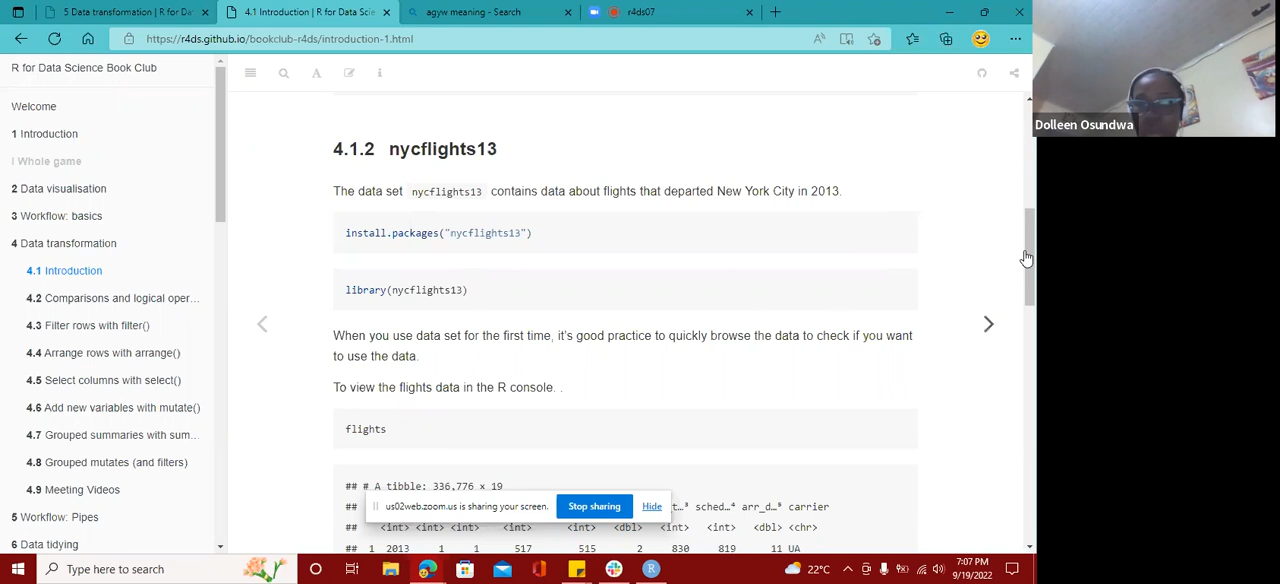 5 Data transformation | R for Da
4.1 Introduction | R for Data Scie
agyw meaning - Search
r4ds07
https://r4ds.github.io/bookclub-r4ds/introduction-1.html
R for Data Science Book Club
Welcome
1 Introduction
I Whole game
2 Data visualisation
3 Workflow: basics
4 Data transformation
4.1 Introduction
4.2 Comparisons and logical oper...
4.3 Filter rows with filter()
4.4 Arrange rows with arrange()
4.5 Select columns with select()
4.6 Add new variables with mutate()
4.7 Grouped summaries with sum...
4.8 Grouped mutates (and filters)
4.9 Meeting Videos
5 Workflow: Pipes
6 Data tidying
4.1.2 nycflights13
The data set nycflights13 contains data about flights that departed New York City in 2013.
install.packages("nycflights13")
library(nycflights13)
When you use data set for the first time, it's good practice to quickly browse the data to check if you want
to use the data.
To view the flights data in the R console. .
flights
## # A tibble: 336,776 × 19
## t…³ sched…⁴ arr_d…⁵ carrier
## <int> <int> <int> <int> <int> <dbl> <int> <int> <dbl> <chr>
## 1 2013 1 1 517 515 2 830 819 11 UA
us02web.zoom.us is sharing your screen.
Stop sharing
Hide
Dolleen Osundwa
Type here to search
22°C
7:07 PM
9/19/2022